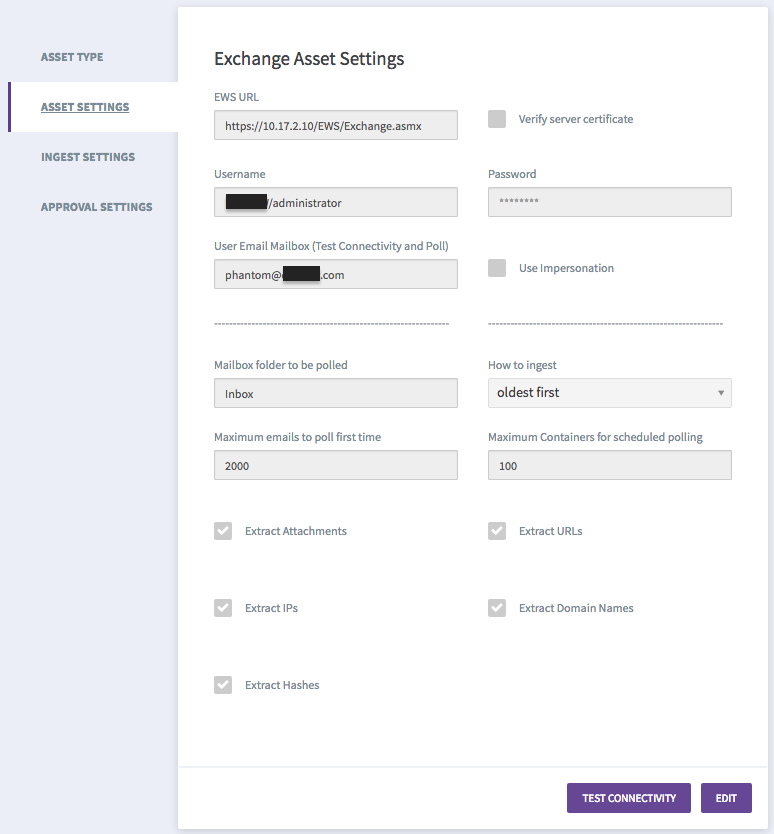 ASSET TYPE
ASSET SETTINGS
INGEST SETTINGS
APPROVAL SETTINGS
Exchange Asset Settings
EWS URL
https://10.17.2.10/EWS/Exchange.asmx
Verify server certificate
Username
Password
/administrator
********
User Email Mailbox (Test Connectivity and Poll)
phantom@ .com
Use Impersonation
Mailbox folder to be polled
How to ingest
Inbox
oldest first
Maximum emails to poll first time
Maximum Containers for scheduled polling
2000
100
Extract Attachments
Extract URLs
Extract IPs
Extract Domain Names
Extract Hashes
TEST CONNECTIVITY
EDIT